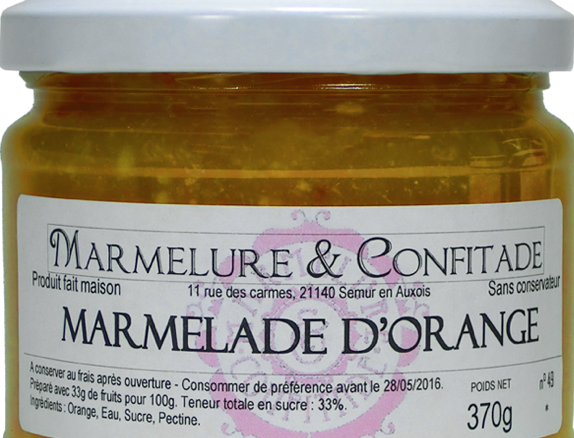 MARMELURE & CONFITADE
Produit fait maison
11 rue des carmes, 21140 Semur en Auxois
Sans conservateur
MARMELADE D'ORANGE
A conserver au frais après ouverture - Consommer de préférence avant le 28/05/2016.
Préparé avec 33g de fruits pour 100g. Teneur totale en sucre : 33%.
Ingrédients : Orange, Eau, Sucre, Pectine.
POIDS NET
370g
n° 49
*